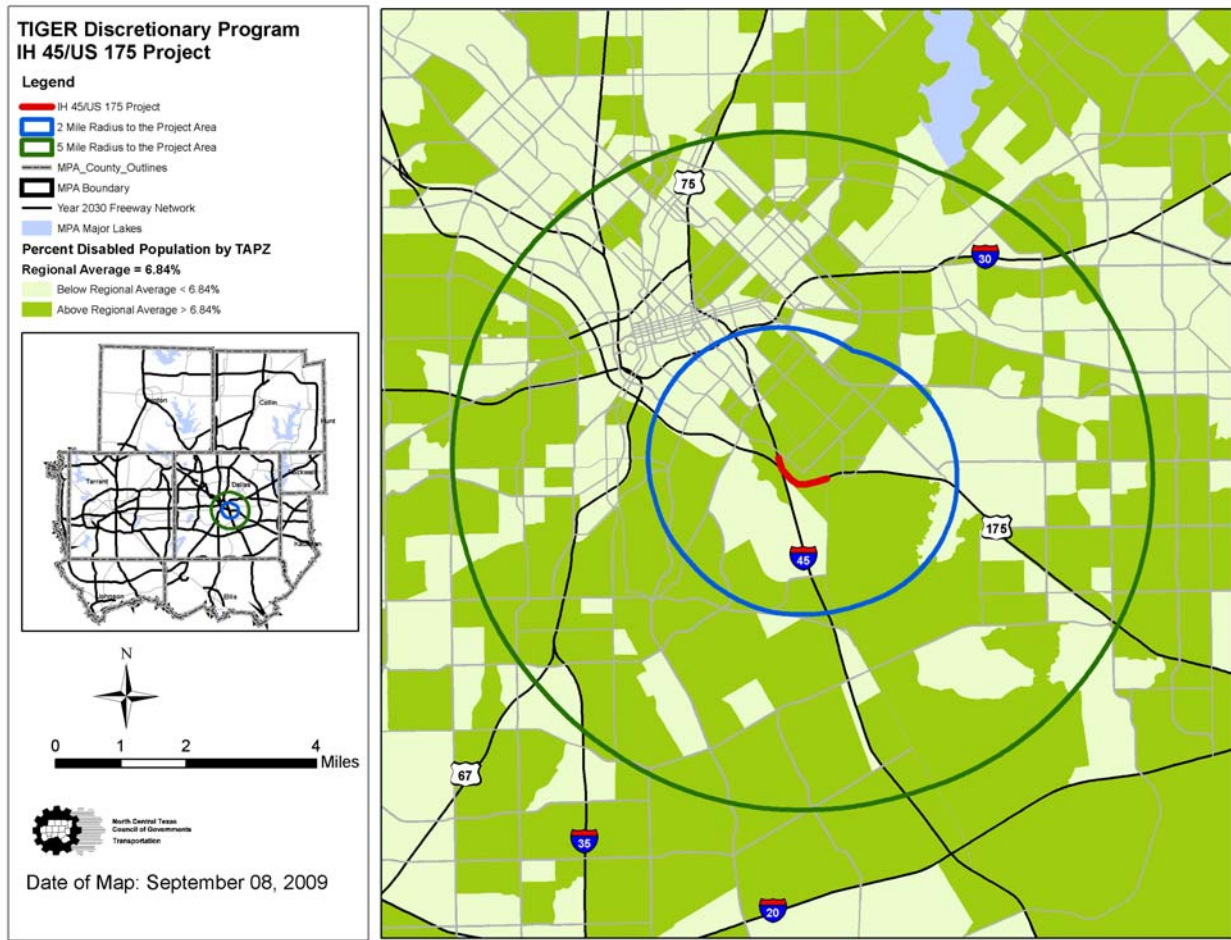 TIGER Discretionary Program
IH 45/US 175 Project
Legend
IH 45/US 175 Project
2 Mile Radius to the Project Area
5 Mile Radius to the Project Area
MPA_County_Outlines
MPA Boundary
Year 2030 Freeway Network
MPA Major Lakes
Percent Disabled Population by TAPZ
Regional Average = 6.84%
Below Regional Average < 6.84%
Above Regional Average > 6.84%
Collin
Hunt
Tarrant
Dallas
Johnson
Ellis
N
0 1 2 4
Miles
North Central Texas
Council of Governments
Transportation
Date of Map: September 08, 2009
75
30
175
45
67
35
20